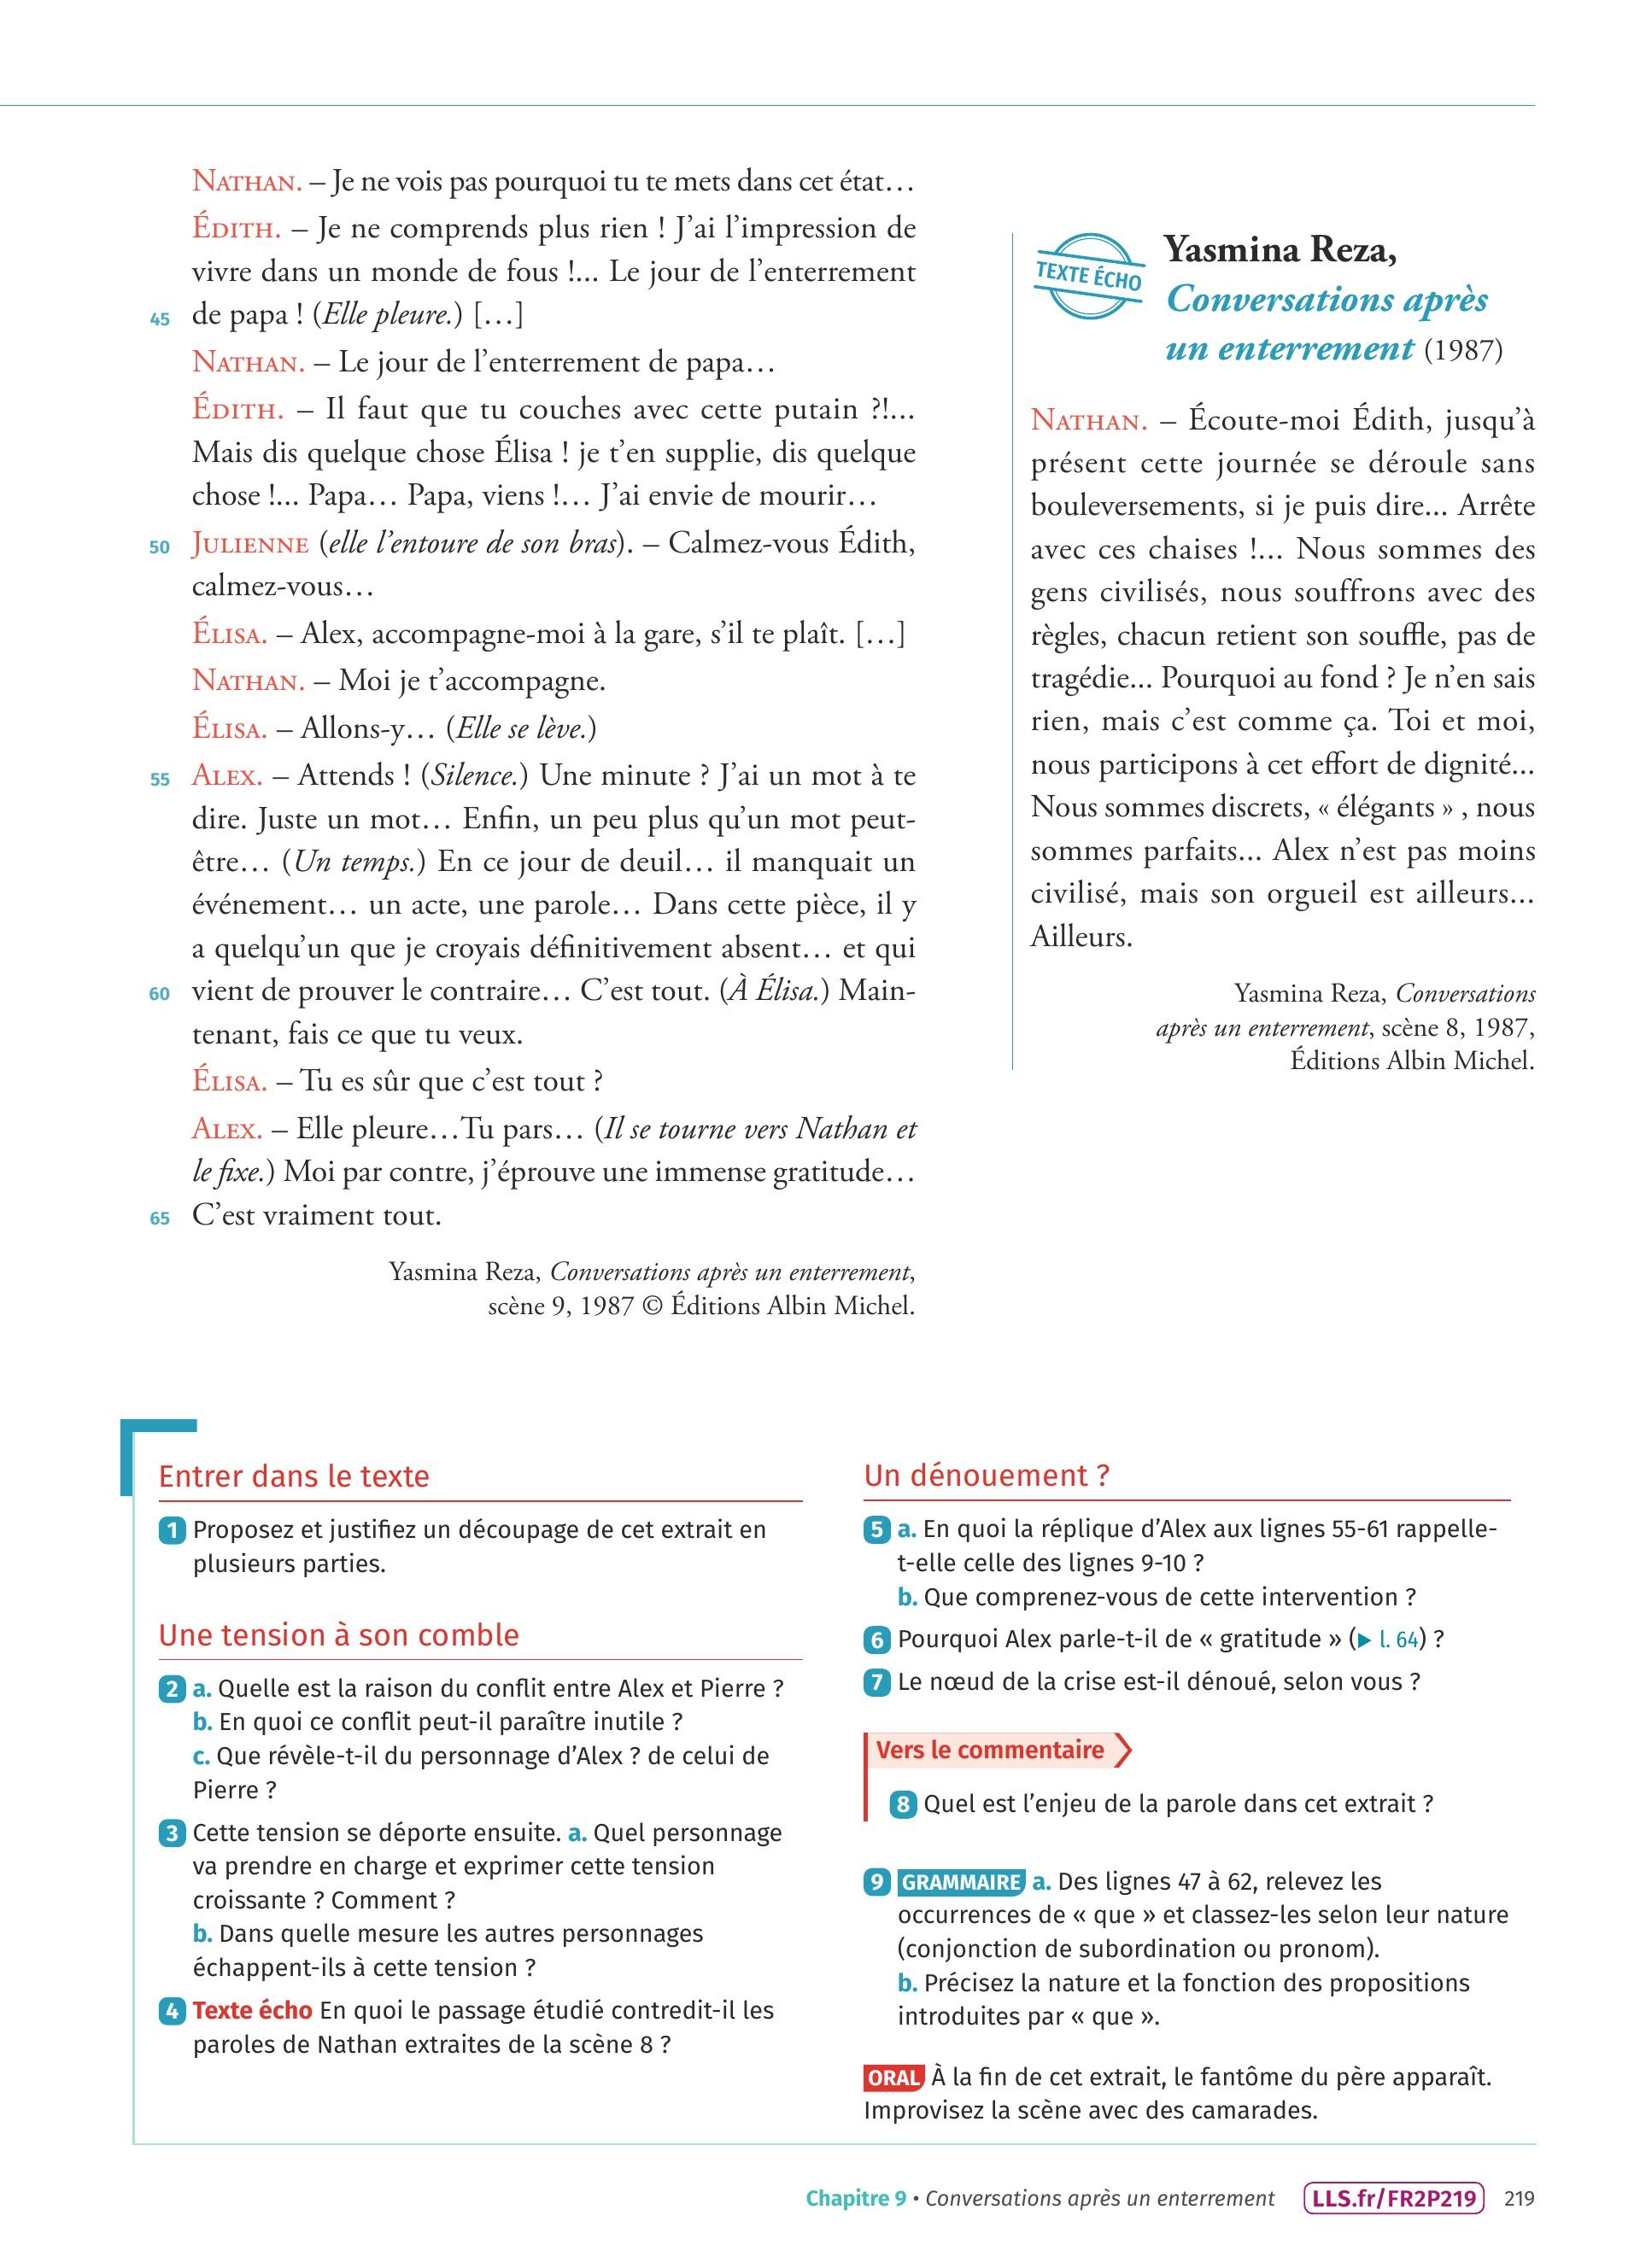 NATHAN. – Je ne vois pas pourquoi tu te mets dans cet état…
ÉDITH. – Je ne comprends plus rien ! J’ai l’impression de
vivre dans un monde de fous !... Le jour de l’enterrement
45 de papa ! (Elle pleure.) […]
NATHAN. – Le jour de l’enterrement de papa…
ÉDITH. – Il faut que tu couches avec cette putain ?!...
Mais dis quelque chose Élisa ! je t’en supplie, dis quelque
chose !... Papa… Papa, viens !… J’ai envie de mourir…
50 JULIENNE (elle l’entoure de son bras). – Calmez-vous Édith,
calmez-vous…
ÉLISA. – Alex, accompagne-moi à la gare, s’il te plaît. […]
NATHAN. – Moi je t’accompagne.
ÉLISA. – Allons-y… (Elle se lève.)
55 ALEX. – Attends ! (Silence.) Une minute ? J’ai un mot à te
dire. Juste un mot… Enfin, un peu plus qu’un mot peut-
être… (Un temps.) En ce jour de deuil… il manquait un
événement… un acte, une parole… Dans cette pièce, il y
a quelqu’un que je croyais définitivement absent… et qui
60 vient de prouver le contraire… C’est tout. (À Élisa.) Main-
tenant, fais ce que tu veux.
ÉLISA. – Tu es sûr que c’est tout ?
ALEX. – Elle pleure…Tu pars… (Il se tourne vers Nathan et
le fixe.) Moi par contre, j’éprouve une immense gratitude…
65 C’est vraiment tout.
Yasmina Reza, Conversations après un enterrement,
scène 9, 1987 © Éditions Albin Michel.
TEXTE ÉCHO
Yasmina Reza,
Conversations après
un enterrement (1987)
NATHAN. – Écoute-moi Édith, jusqu’à
présent cette journée se déroule sans
bouleversements, si je puis dire... Arrête
avec ces chaises !... Nous sommes des
gens civilisés, nous souffrons avec des
règles, chacun retient son souffle, pas de
tragédie... Pourquoi au fond ? Je n’en sais
rien, mais c’est comme ça. Toi et moi,
nous participons à cet effort de dignité...
Nous sommes discrets, « élégants » , nous
sommes parfaits... Alex n’est pas moins
civilisé, mais son orgueil est ailleurs...
Ailleurs.
Yasmina Reza, Conversations
après un enterrement, scène 8, 1987,
Éditions Albin Michel.
Entrer dans le texte
1 Proposez et justifiez un découpage de cet extrait en
plusieurs parties.
Une tension à son comble
2 a. Quelle est la raison du conflit entre Alex et Pierre ?
b. En quoi ce conflit peut-il paraître inutile ?
c. Que révèle-t-il du personnage d’Alex ? de celui de
Pierre ?
3 Cette tension se déporte ensuite. a. Quel personnage
va prendre en charge et exprimer cette tension
croissante ? Comment ?
b. Dans quelle mesure les autres personnages
échappent-ils à cette tension ?
4 Texte écho En quoi le passage étudié contredit-il les
paroles de Nathan extraites de la scène 8 ?
Un dénouement ?
5 a. En quoi la réplique d’Alex aux lignes 55-61 rappelle-
t-elle celle des lignes 9-10 ?
b. Que comprenez-vous de cette intervention ?
6 Pourquoi Alex parle-t-il de « gratitude » (▶ l. 64) ?
7 Le nœud de la crise est-il dénoué, selon vous ?
Vers le commentaire
8 Quel est l’enjeu de la parole dans cet extrait ?
9 GRAMMAIRE a. Des lignes 47 à 62, relevez les
occurrences de « que » et classez-les selon leur nature
(conjonction de subordination ou pronom).
b. Précisez la nature et la fonction des propositions
introduites par « que ».
ORAL À la fin de cet extrait, le fantôme du père apparaît.
Improvisez la scène avec des camarades.
Chapitre 9 • Conversations après un enterrement LLS.fr/FR2P219 219